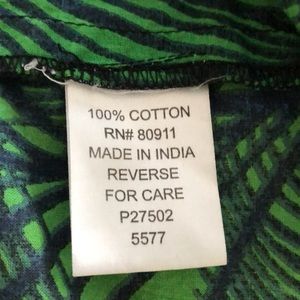 100% COTTON
RN# 80911
MADE IN INDIA
REVERSE
FOR CARE
P27502
5577